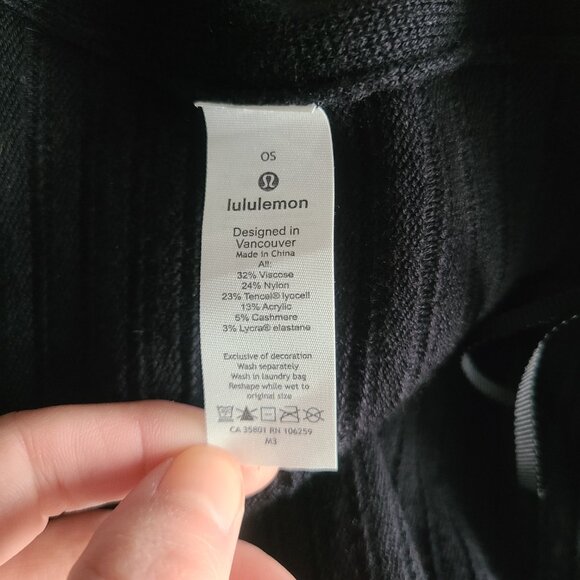 OS
lululemon
Designed in
Vancouver
Made in China
All:
32% Viscose
24% Nylon
23% Tencel® lyocell
13% Acrylic
5% Cashmere
3% Lycra® elastane
Exclusive of decoration
Wash separately
Wash in laundry bag
Reshape while wet to
original size
CA 35801 RN 106259
M3